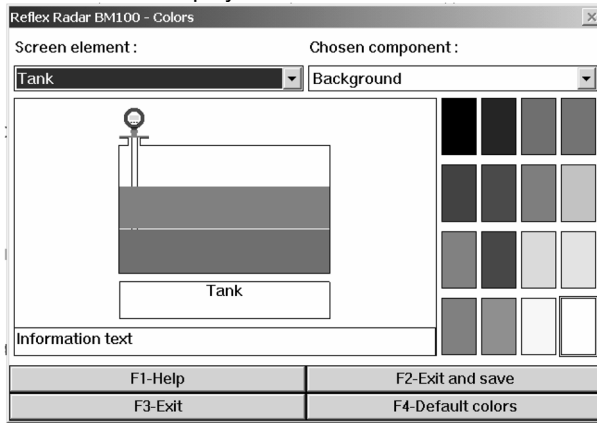 Reflex Radar BM100 - Colors
Screen element :
Chosen component :
Tank
Background
Tank
Information text
F1-Help
F2-Exit and save
F3-Exit
F4-Default colors